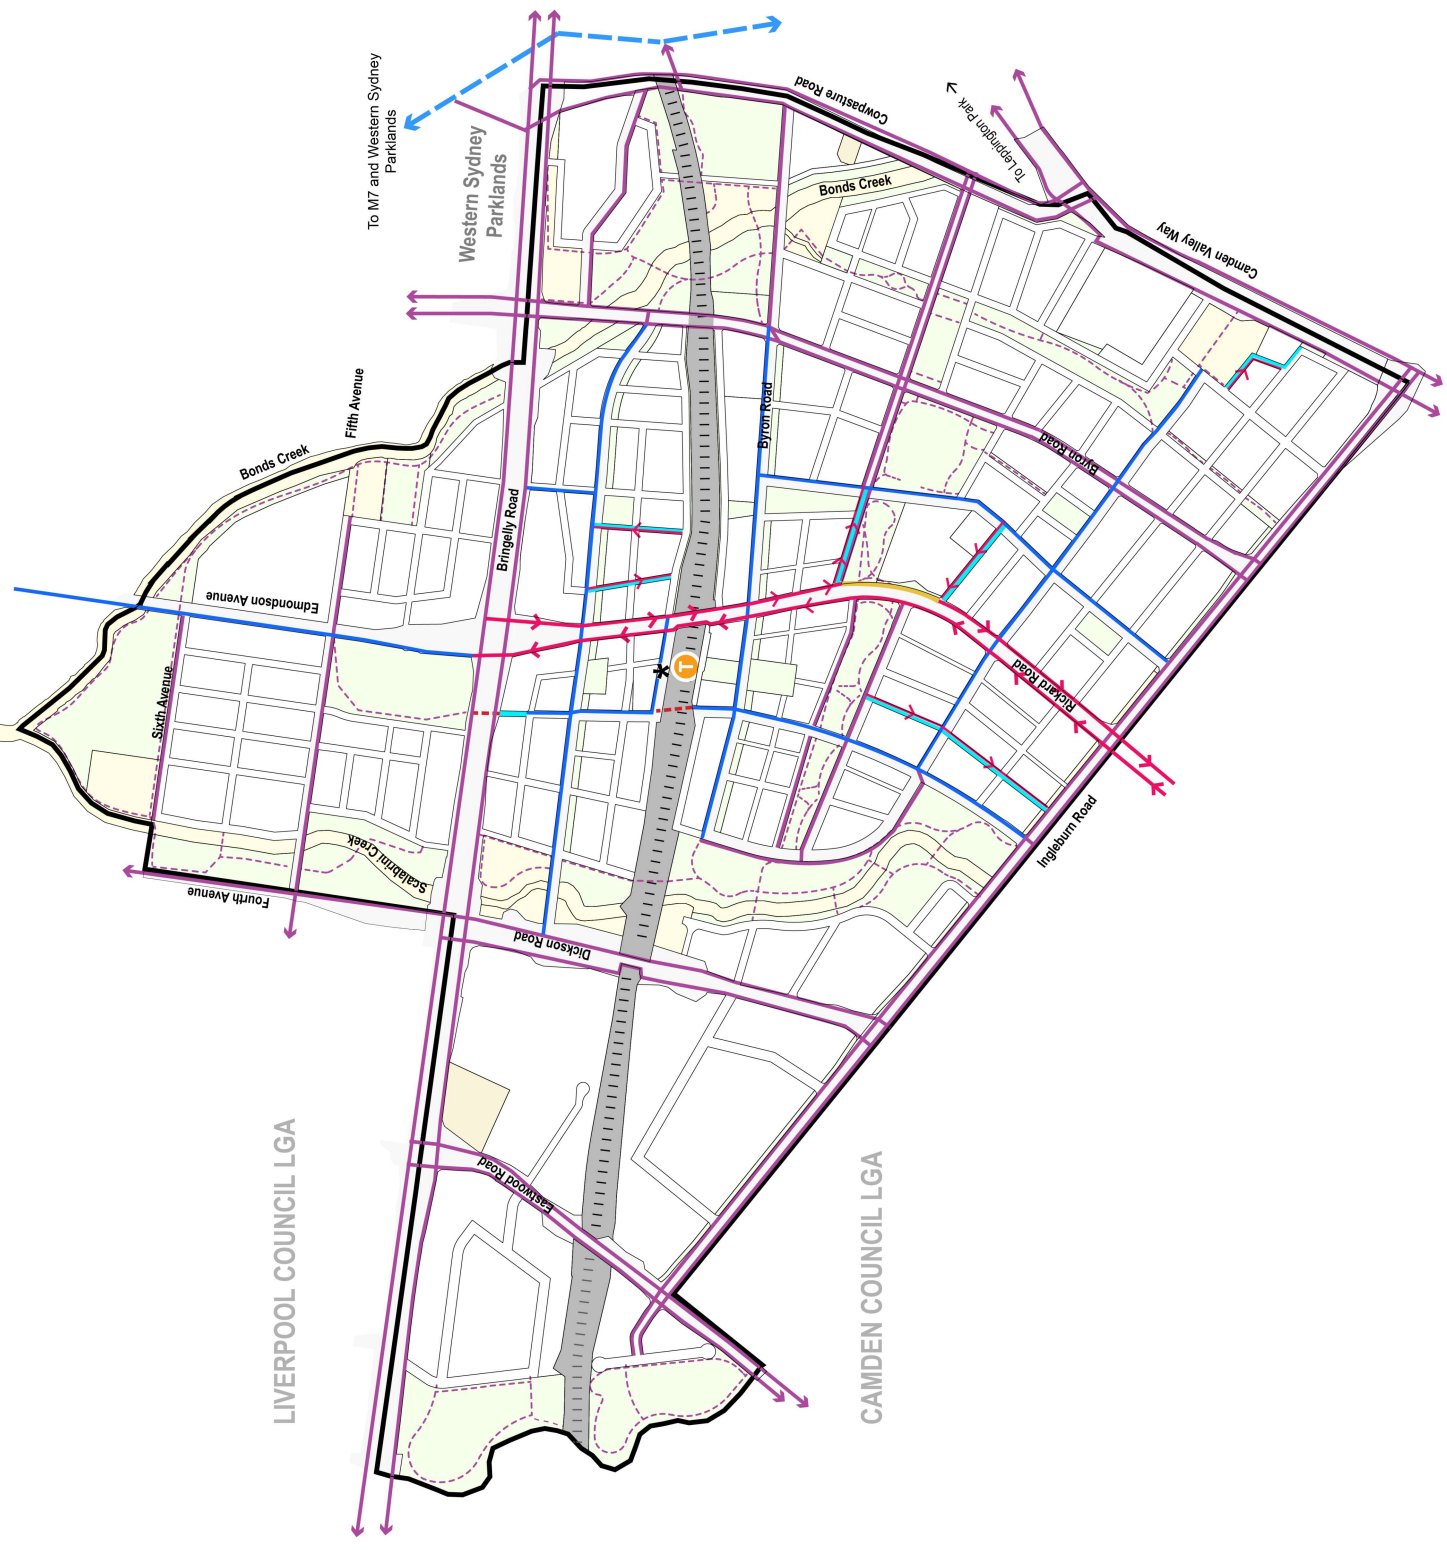 To M7 and Western Sydney
Parklands
Western Sydney
Parklands
Cowpasture Road
To Leppington Park
Bonds Creek
Camden Valley Way
Fifth Avenue
Bonds Creek
Byron Road
Byron Road
Bringelly Road
Edmondson Avenue
Sixth Avenue
T
*
Rickard Road
Scalabrini Creek
Fourth Avenue
Ingleburn Road
Dickson Road
Eastwood Road
LIVERPOOL COUNCIL LGA
CAMDEN COUNCIL LGA